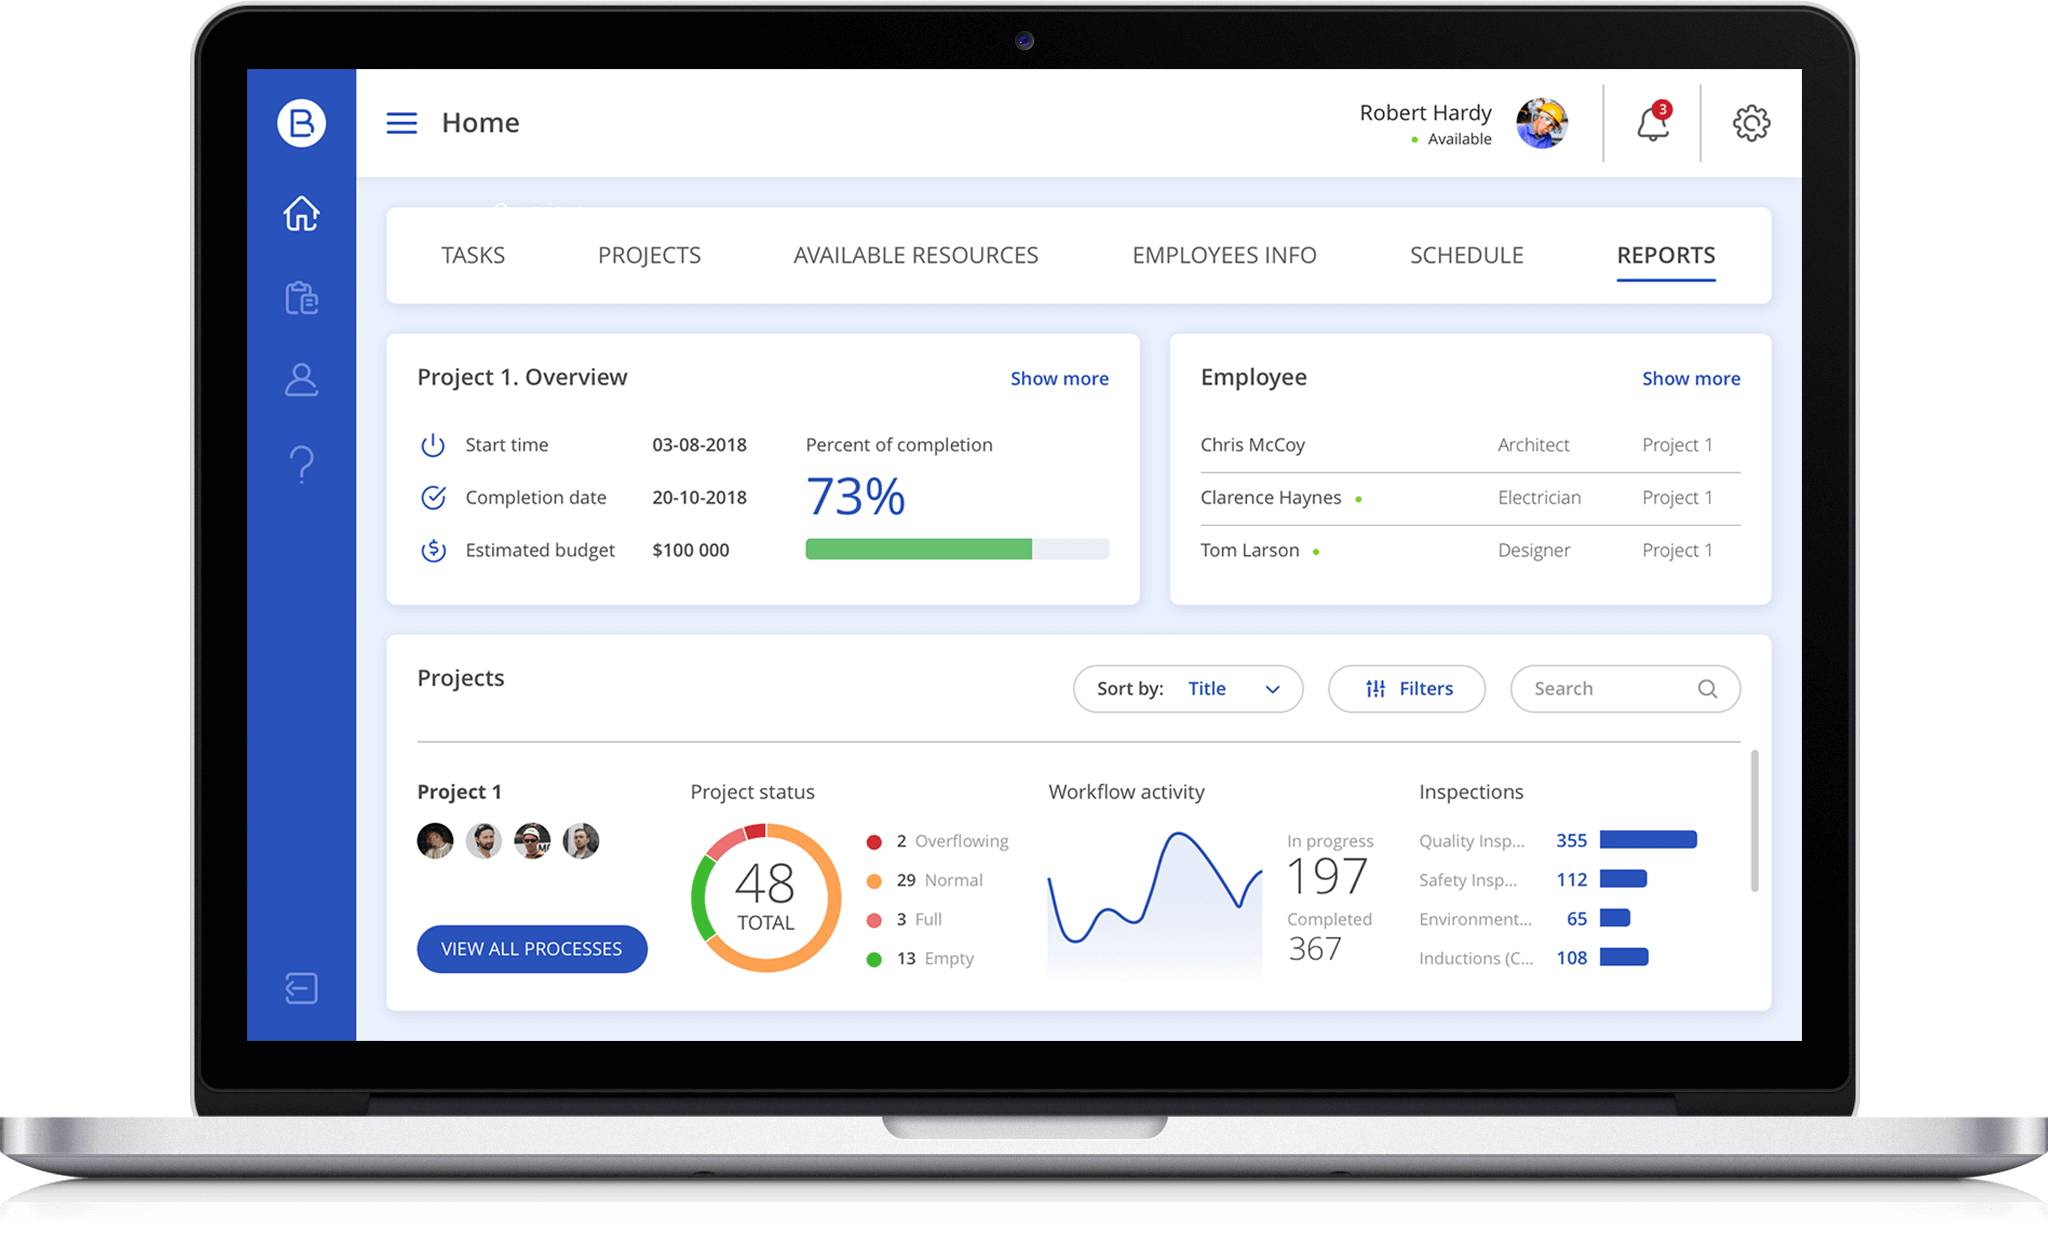 B
Home
Robert Hardy
Available
3
TASKS PROJECTS AVAILABLE RESOURCES EMPLOYEES INFO SCHEDULE REPORTS
Project 1. Overview
Show more
Start time 03-08-2018
Completion date 20-10-2018
Estimated budget $100 000
Percent of completion
73%
Employee
Show more
Chris McCoy Architect Project 1
Clarence Haynes Electrician Project 1
Tom Larson Designer Project 1
Projects
Sort by: Title
Filters
Search
Project 1
VIEW ALL PROCESSES
Project status
48
TOTAL
2 Overflowing
29 Normal
3 Full
13 Empty
Workflow activity
In progress
197
Completed
367
Inspections
Quality Insp... 355
Safety Insp... 112
Environment... 65
Inductions (C... 108